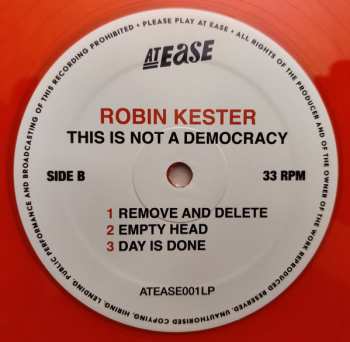 AT EASE
ROBIN KESTER
THIS IS NOT A DEMOCRACY
SIDE B
33 RPM
1 REMOVE AND DELETE
2 EMPTY HEAD
3 DAY IS DONE
ATEASE001LP
• PLEASE PLAY AT EASE • ALL RIGHTS OF THE PRODUCER AND OF THE OWNER OF THE WORK REPRODUCED RESERVED. UNAUTHORISED COPYING, HIRING, LENDING, PUBLIC PERFORMANCE AND BROADCASTING OF THIS RECORDING PROHIBITED